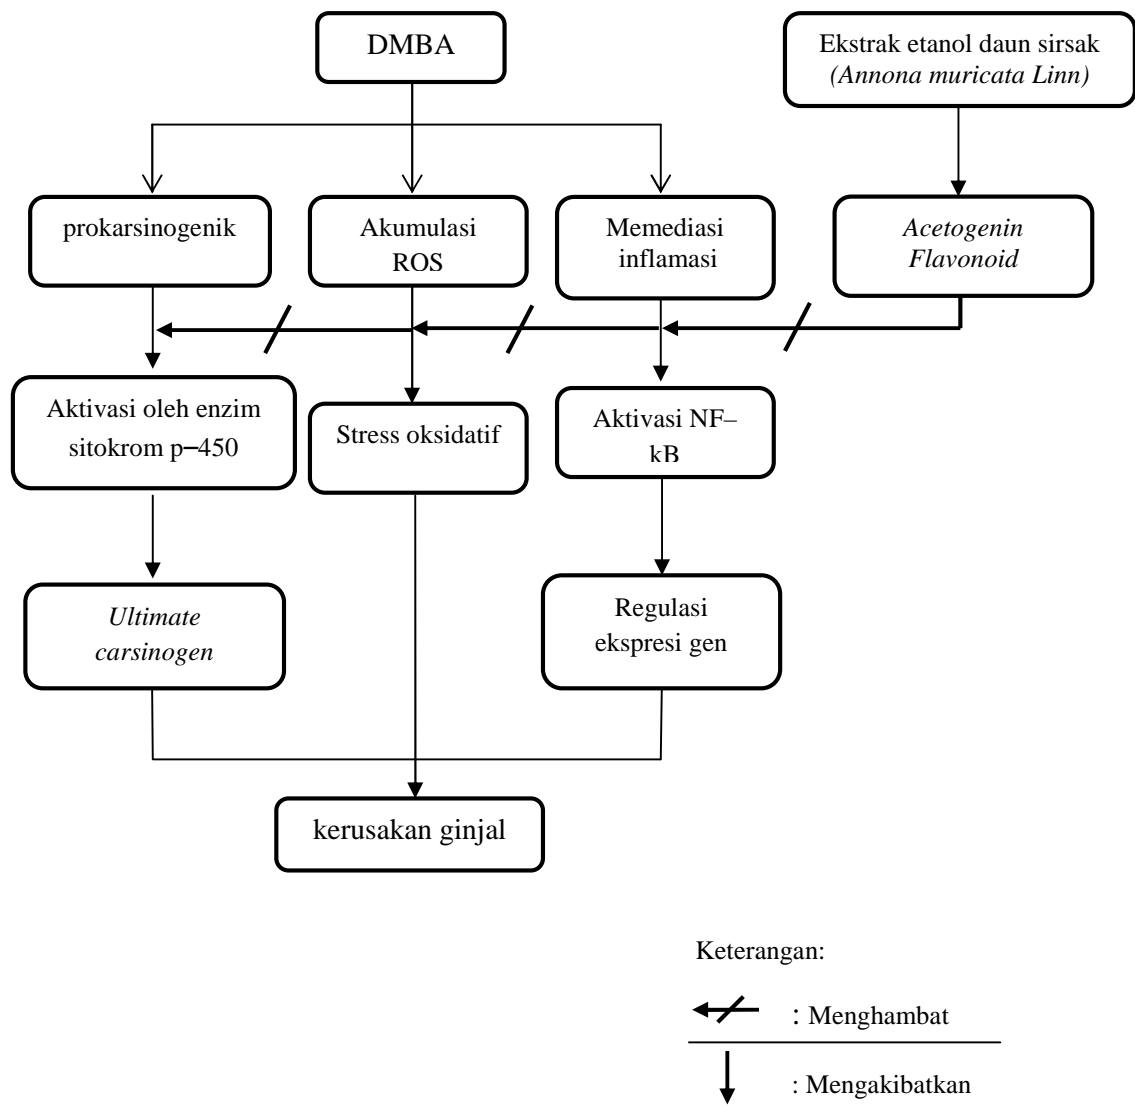 DMBA
Ekstrak etanol daun sirsak
(Annona muricata Linn)
prokarsinogenik
Akumulasi
ROS
Memediasi
inflamasi
Acetogenin
Flavonoid
Aktivasi oleh enzim
sitokrom p–450
Stress oksidatif
Aktivasi NF–
kB
Ultimate
carsinogen
Regulasi
ekspresi gen
kerusakan ginjal
Keterangan:
: Menghambat
: Mengakibatkan